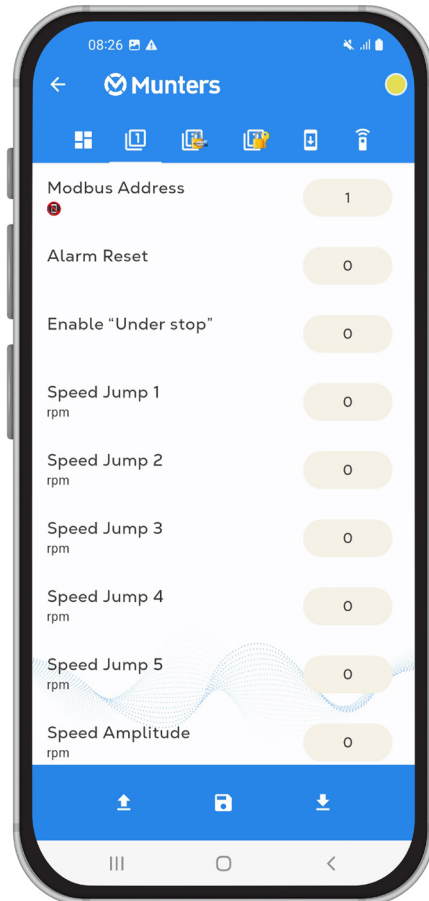 08:26
Munters
1
Modbus Address
1
Alarm Reset
0
Enable “Under stop”
0
Speed Jump 1
rpm
0
Speed Jump 2
rpm
0
Speed Jump 3
rpm
0
Speed Jump 4
rpm
0
Speed Jump 5
rpm
0
Speed Amplitude
rpm
0